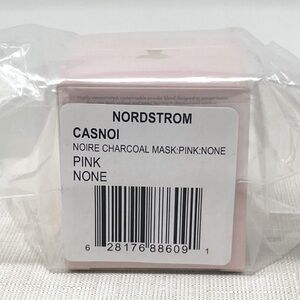 NORDSTROM
CASNOI
NOIRE CHARCOAL MASK:PINK:NONE
PINK
NONE
6 28176 88609 1